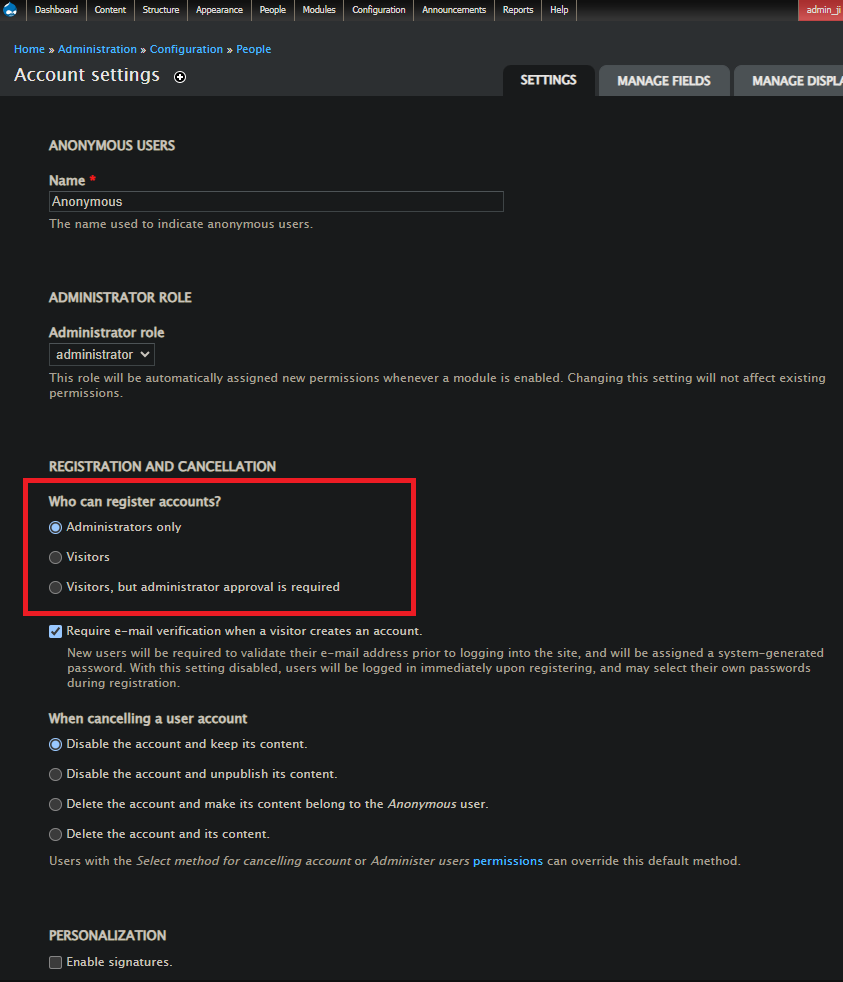 Dashboard Content Structure Appearance People Modules Configuration Announcements Reports Help admin_ji
Home » Administration » Configuration » People
Account settings
SETTINGS MANAGE FIELDS MANAGE DISPLA
ANONYMOUS USERS
Name *
Anonymous
The name used to indicate anonymous users.
ADMINISTRATOR ROLE
Administrator role
administrator
This role will be automatically assigned new permissions whenever a module is enabled. Changing this setting will not affect existing
permissions.
REGISTRATION AND CANCELLATION
Who can register accounts?
Administrators only
Visitors
Visitors, but administrator approval is required
Require e-mail verification when a visitor creates an account.
New users will be required to validate their e-mail address prior to logging into the site, and will be assigned a system-generated
password. With this setting disabled, users will be logged in immediately upon registering, and may select their own passwords
during registration.
When cancelling a user account
Disable the account and keep its content.
Disable the account and unpublish its content.
Delete the account and make its content belong to the Anonymous user.
Delete the account and its content.
Users with the Select method for cancelling account or Administer users permissions can override this default method.
PERSONALIZATION
Enable signatures.